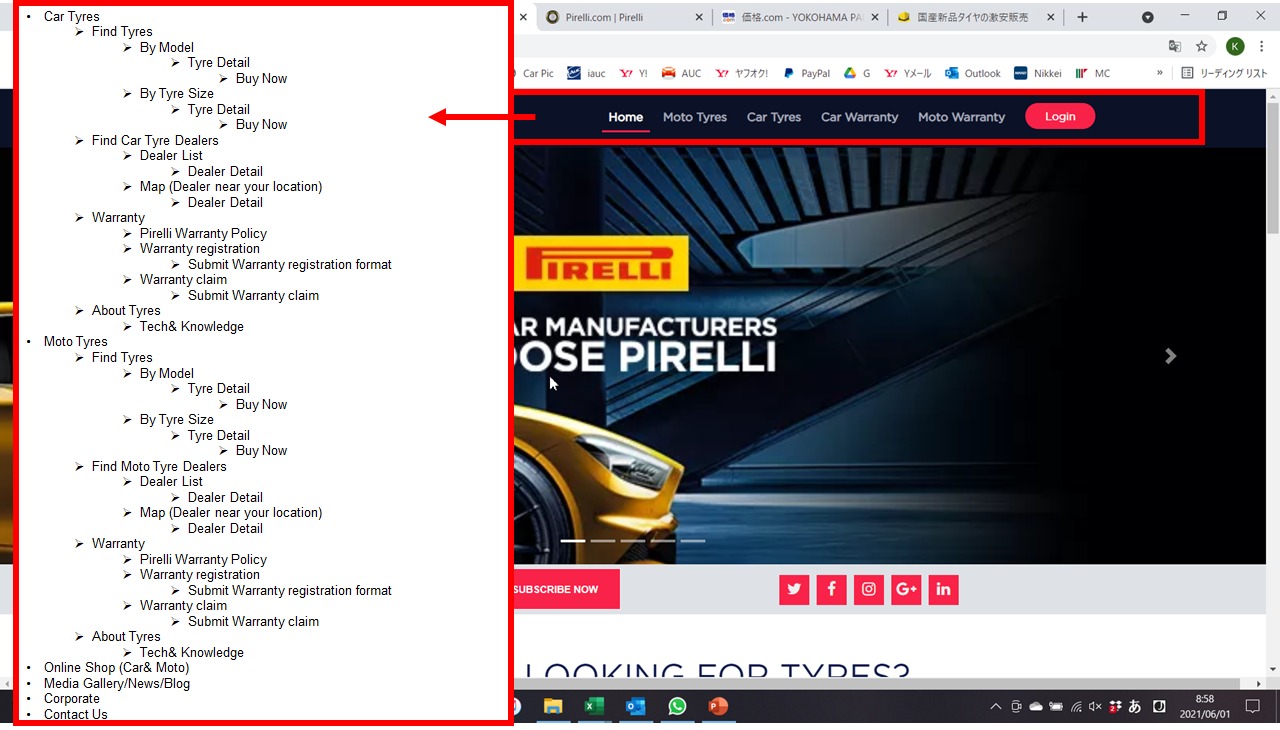 • Car Tyres
➢ Find Tyres
➢ By Model
➢ Tyre Detail
➢ Buy Now
➢ By Tyre Size
➢ Tyre Detail
➢ Buy Now
➢ Find Car Tyre Dealers
➢ Dealer List
➢ Dealer Detail
➢ Map (Dealer near your location)
➢ Dealer Detail
➢ Warranty
➢ Pirelli Warranty Policy
➢ Warranty registration
➢ Submit Warranty registration format
➢ Warranty claim
➢ Submit Warranty claim
➢ About Tyres
➢ Tech& Knowledge
• Moto Tyres
➢ Find Tyres
➢ By Model
➢ Tyre Detail
➢ Buy Now
➢ By Tyre Size
➢ Tyre Detail
➢ Buy Now
➢ Find Moto Tyre Dealers
➢ Dealer List
➢ Dealer Detail
➢ Map (Dealer near your location)
➢ Dealer Detail
➢ Warranty
➢ Pirelli Warranty Policy
➢ Warranty registration
➢ Submit Warranty registration format
➢ Warranty claim
➢ Submit Warranty claim
➢ About Tyres
➢ Tech& Knowledge
• Online Shop (Car& Moto)
• Media Gallery/News/Blog
• Corporate
• Contact Us
Pirelli.com | Pirelli
価格.com - YOKOHAMA PA
国産新品タイヤの激安販売
K
Car Pic iauc Y! AUC ヤフオク! PayPal G Yメール Outlook Nikkei MC » リーディング リスト
Home Moto Tyres Car Tyres Car Warranty Moto Warranty Login
PIRELLI
AR MANUFACTURERS
OOSE PIRELLI
SUBSCRIBE NOW
G+ in
LOOKING FOR TYRES?
あ
8:58
2021/06/01